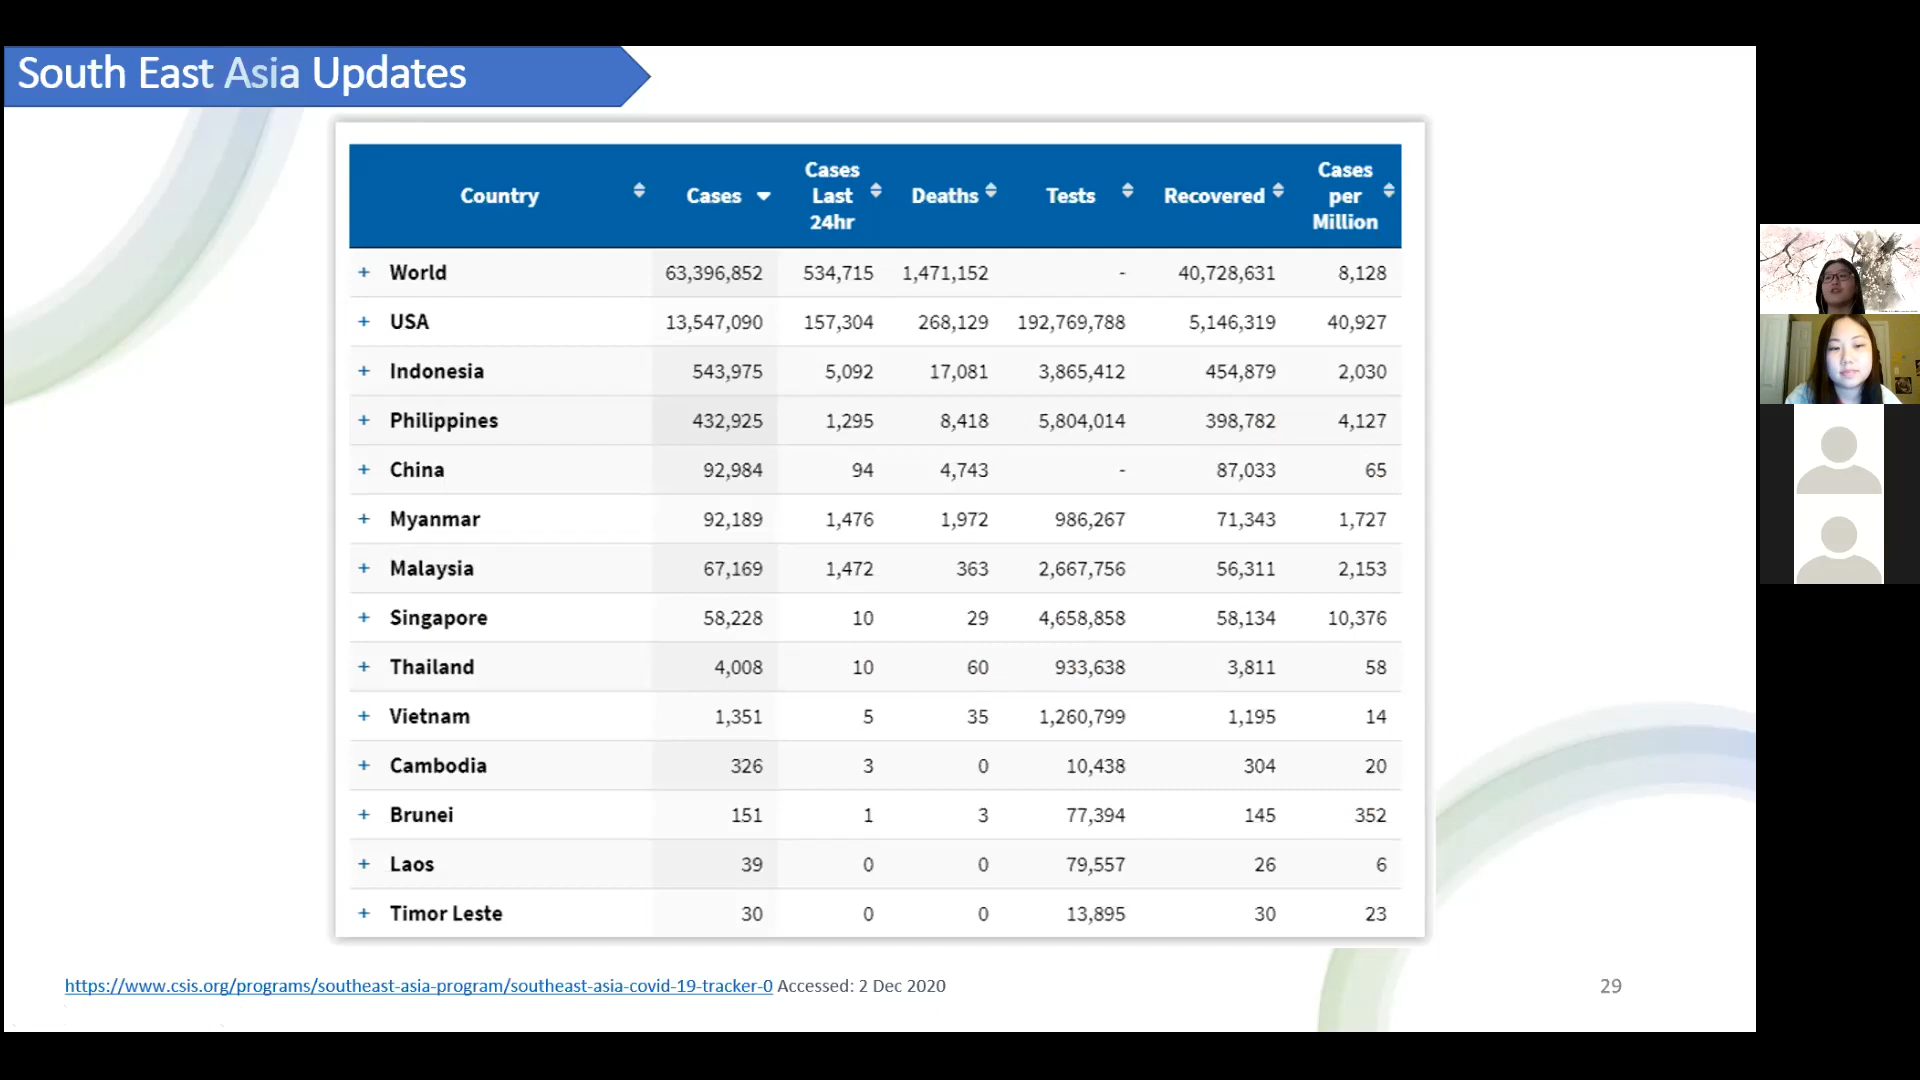 South East Asia Updates
Country Cases Cases Last 24hr Deaths Tests Recovered Cases per Million
+ World 63,396,852 534,715 1,471,152 - 40,728,631 8,128
+ USA 13,547,090 157,304 268,129 192,769,788 5,146,319 40,927
+ Indonesia 543,975 5,092 17,081 3,865,412 454,879 2,030
+ Philippines 432,925 1,295 8,418 5,804,014 398,782 4,127
+ China 92,984 94 4,743 - 87,033 65
+ Myanmar 92,189 1,476 1,972 986,267 71,343 1,727
+ Malaysia 67,169 1,472 363 2,667,756 56,311 2,153
+ Singapore 58,228 10 29 4,658,858 58,134 10,376
+ Thailand 4,008 10 60 933,638 3,811 58
+ Vietnam 1,351 5 35 1,260,799 1,195 14
+ Cambodia 326 3 0 10,438 304 20
+ Brunei 151 1 3 77,394 145 352
+ Laos 39 0 0 79,557 26 6
+ Timor Leste 30 0 0 13,895 30 23
https://www.csis.org/programs/southeast-asia-program/southeast-asia-covid-19-tracker-0 Accessed: 2 Dec 2020
29